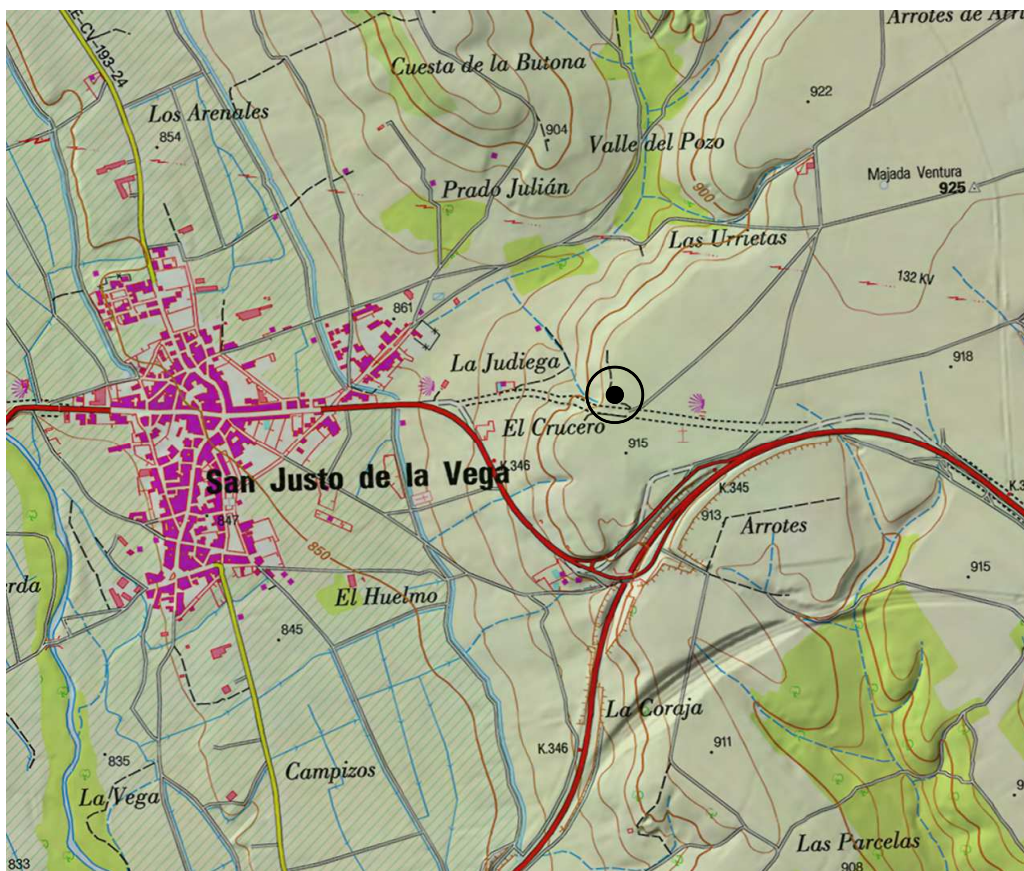 E-CV-193-24
Arrotes de Arri
Cuesta de la Butona
922
Los Arenales
904
854
Valle del Pozo
Majada Ventura
925
Prado Julián
900
Las Urrietas
132 KV
861
La Judiega
918
El Crucero
915
K.346
San Justo de la Vega
K.345
K.3
847
913
Arrotes
850
915
erda
El Huelmo
845
La Coraja
K.346
911
835
Campizos
La Vega
9
Las Parcelas
833
908